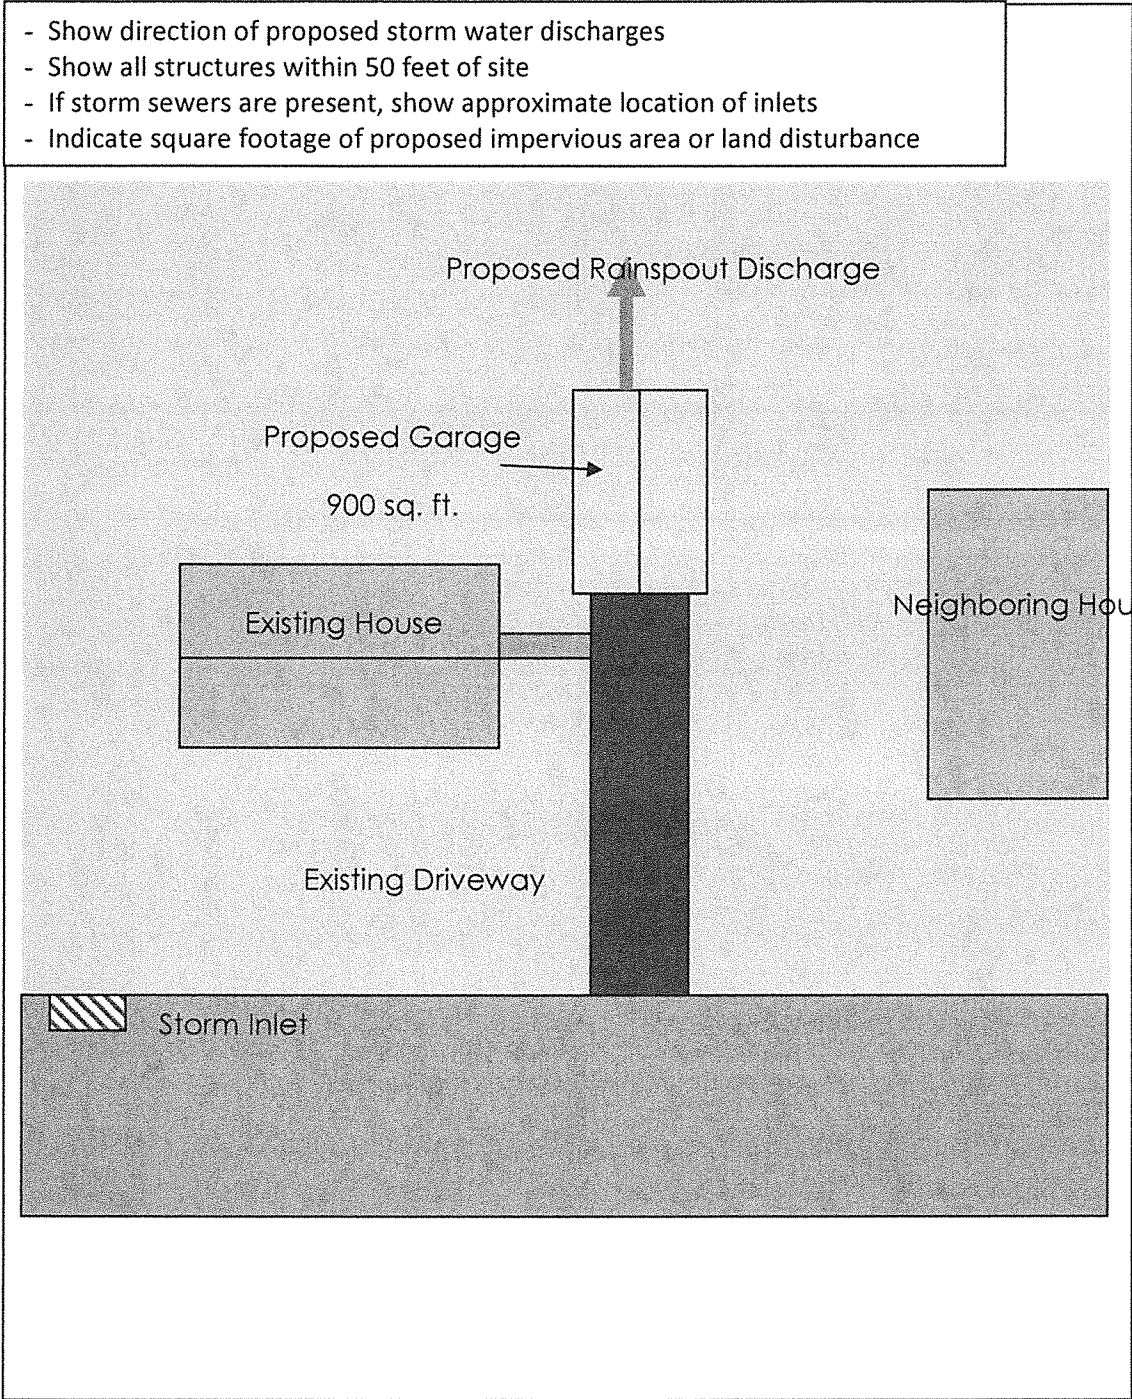 - Show direction of proposed storm water discharges
- Show all structures within 50 feet of site
- If storm sewers are present, show approximate location of inlets
- Indicate square footage of proposed impervious area or land disturbance
Proposed Rainspout Discharge
Proposed Garage
900 sq. ft.
Existing House
Neighboring Hou
Existing Driveway
Storm Inlet